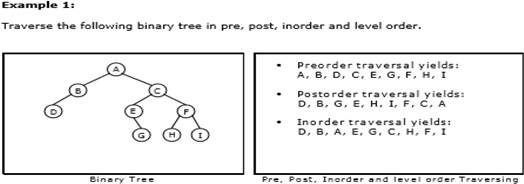 Example 1:
Traverse the following binary tree in pre, post, inorder and level order.
A
B
C
D
E
F
G
H
I
• Preorder traversal yields:
A, B, D, C, E, G, F, H, I
• Postorder traversal yields:
D, B, G, E, H, I, F, C, A
• Inorder traversal yields:
D, B, A, E, G, C, H, F, I
Binary Tree
Pre, Post, Inorder and level order Traversing